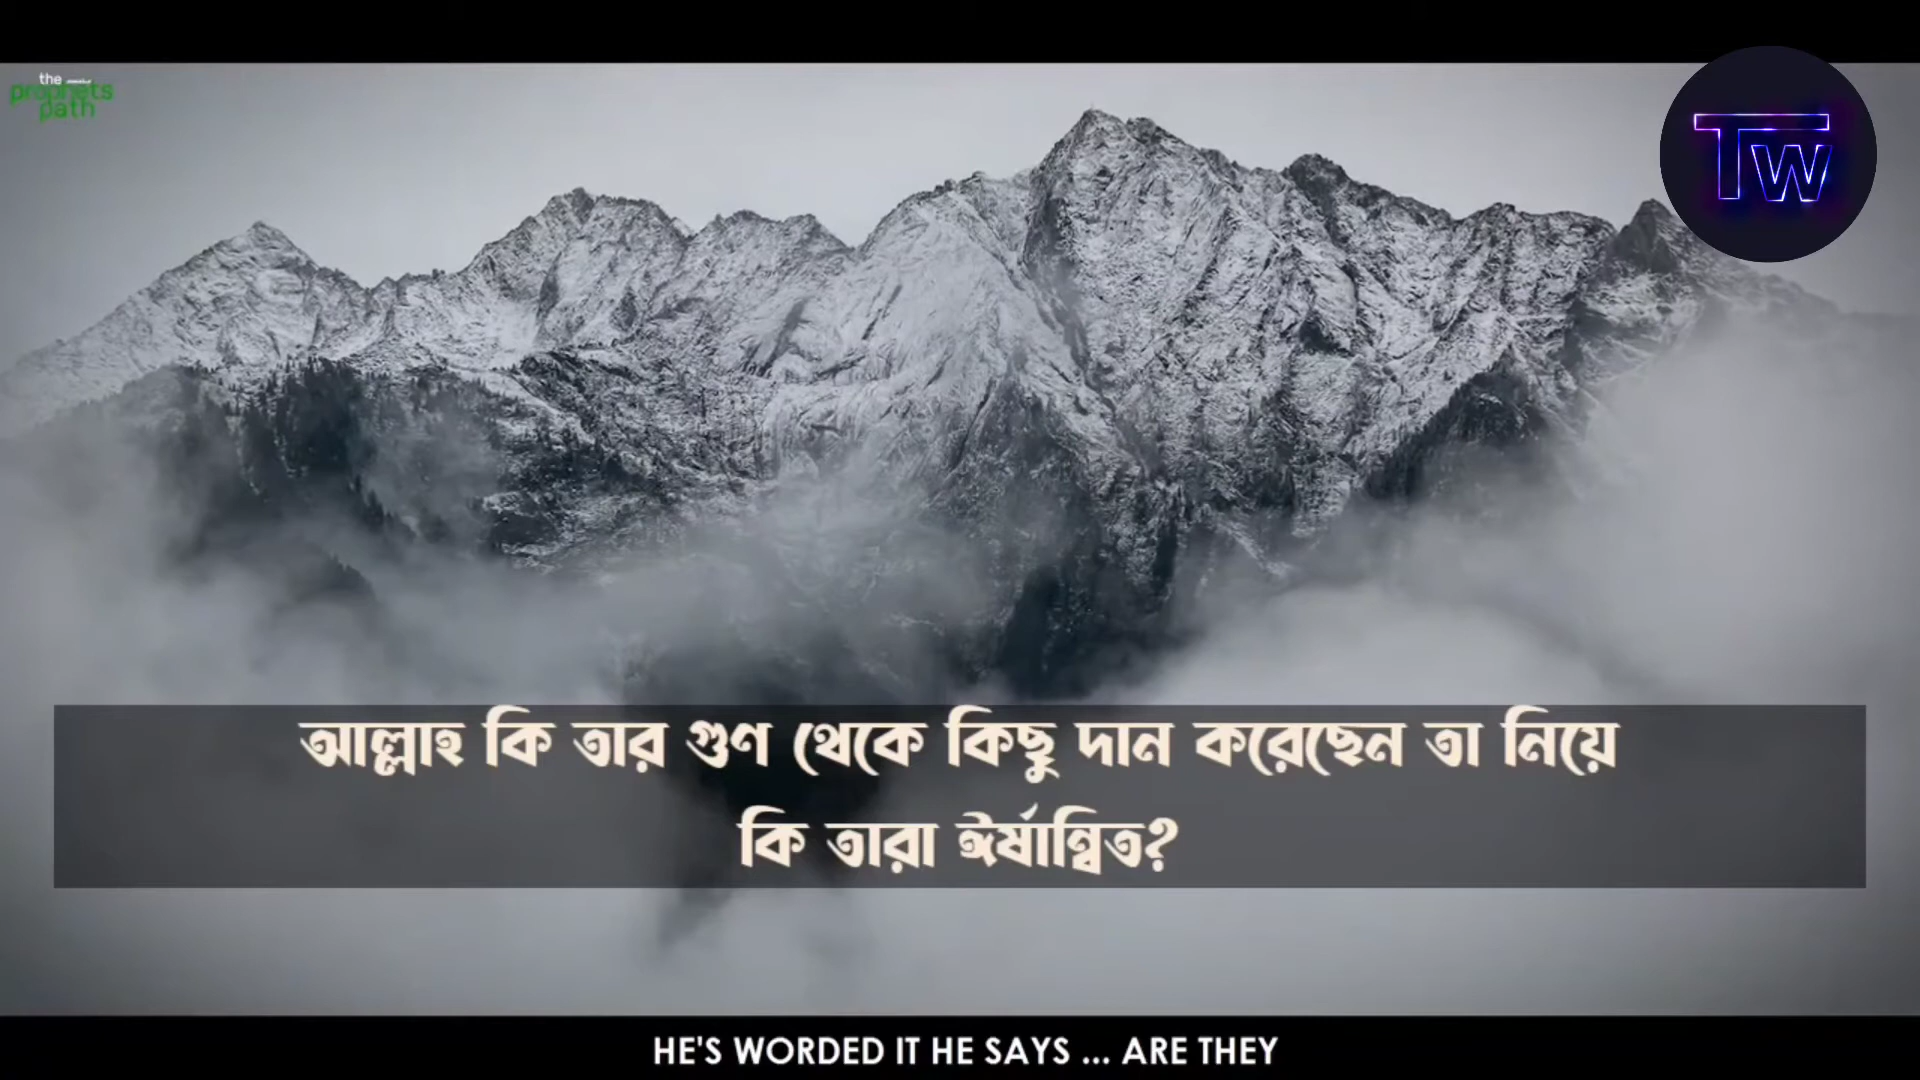 the
prophets
path
TW
আল্লাহ কি তার গুণ থেকে কিছু দান করেছেন তা নিয়ে
কি তারা ঈর্ষান্বিত?
HE'S WORDED IT HE SAYS ... ARE THEY